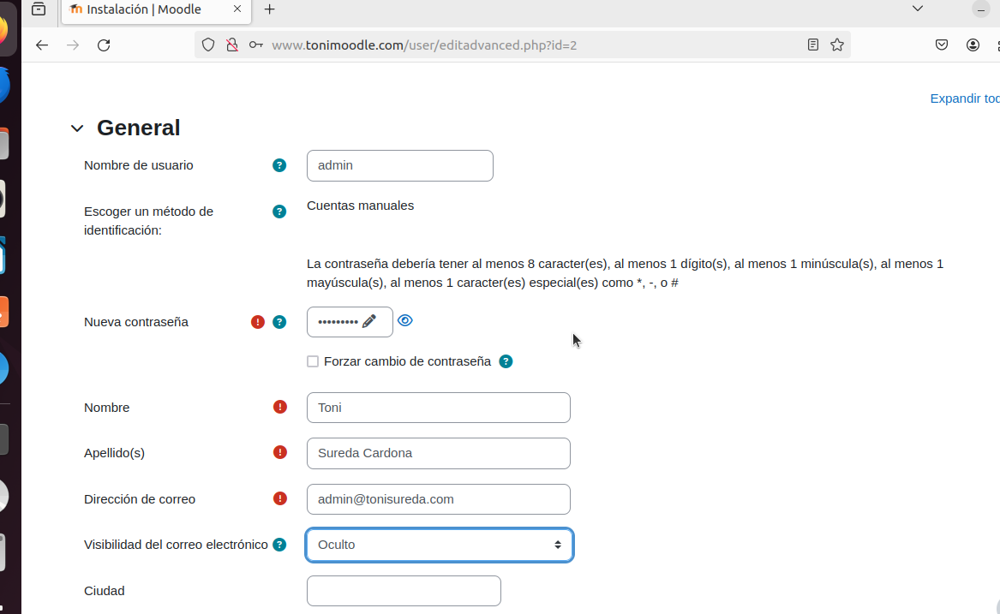 Instalación | Moodle
www.tonimoodle.com/user/editadvanced.php?id=2
Expandir tod
General
Nombre de usuario
admin
Escoger un método de
identificación:
Cuentas manuales
La contraseña debería tener al menos 8 caracter(es), al menos 1 dígito(s), al menos 1 minúscula(s), al menos 1
mayúscula(s), al menos 1 caracter(es) especial(es) como *, -, o #
Nueva contraseña
•••••••••
Forzar cambio de contraseña
Nombre
Toni
Apellido(s)
Sureda Cardona
Dirección de correo
admin@tonisureda.com
Visibilidad del correo electrónico
Oculto
Ciudad